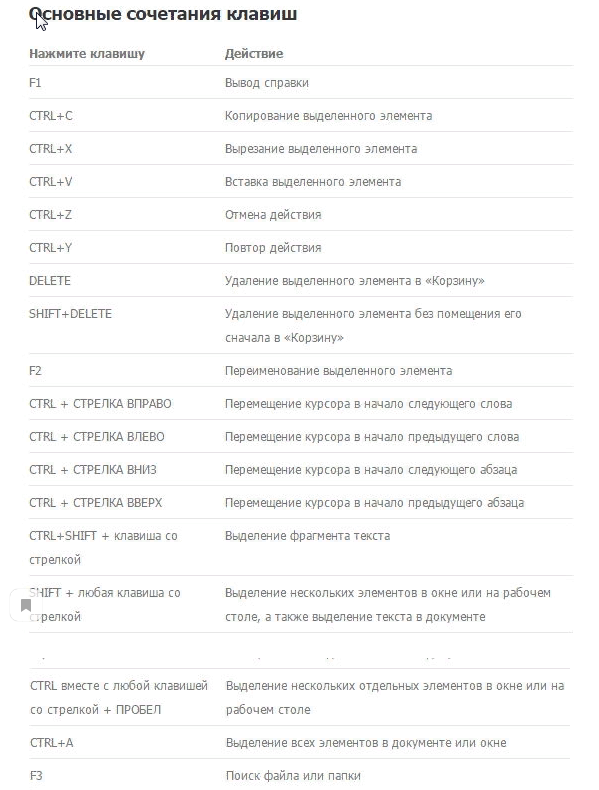 Основные сочетания клавиш
Нажмите клавишу Действие
F1 Вывод справки
CTRL+C Копирование выделенного элемента
CTRL+X Вырезание выделенного элемента
CTRL+V Вставка выделенного элемента
CTRL+Z Отмена действия
CTRL+Y Повтор действия
DELETE Удаление выделенного элемента в «Корзину»
SHIFT+DELETE Удаление выделенного элемента без помещения его
сначала в «Корзину»
F2 Переименование выделенного элемента
CTRL + СТРЕЛКА ВПРАВО Перемещение курсора в начало следующего слова
CTRL + СТРЕЛКА ВЛЕВО Перемещение курсора в начало предыдущего слова
CTRL + СТРЕЛКА ВНИЗ Перемещение курсора в начало следующего абзаца
CTRL + СТРЕЛКА ВВЕРХ Перемещение курсора в начало предыдущего абзаца
CTRL+SHIFT + клавиша со Выделение фрагмента текста
стрелкой
SHIFT + любая клавиша со Выделение нескольких элементов в окне или на рабочем
стрелкой столе, а также выделение текста в документе
CTRL вместе с любой клавишей Выделение нескольких отдельных элементов в окне или на
со стрелкой + ПРОБЕЛ рабочем столе
CTRL+A Выделение всех элементов в документе или окне
F3 Поиск файла или папки